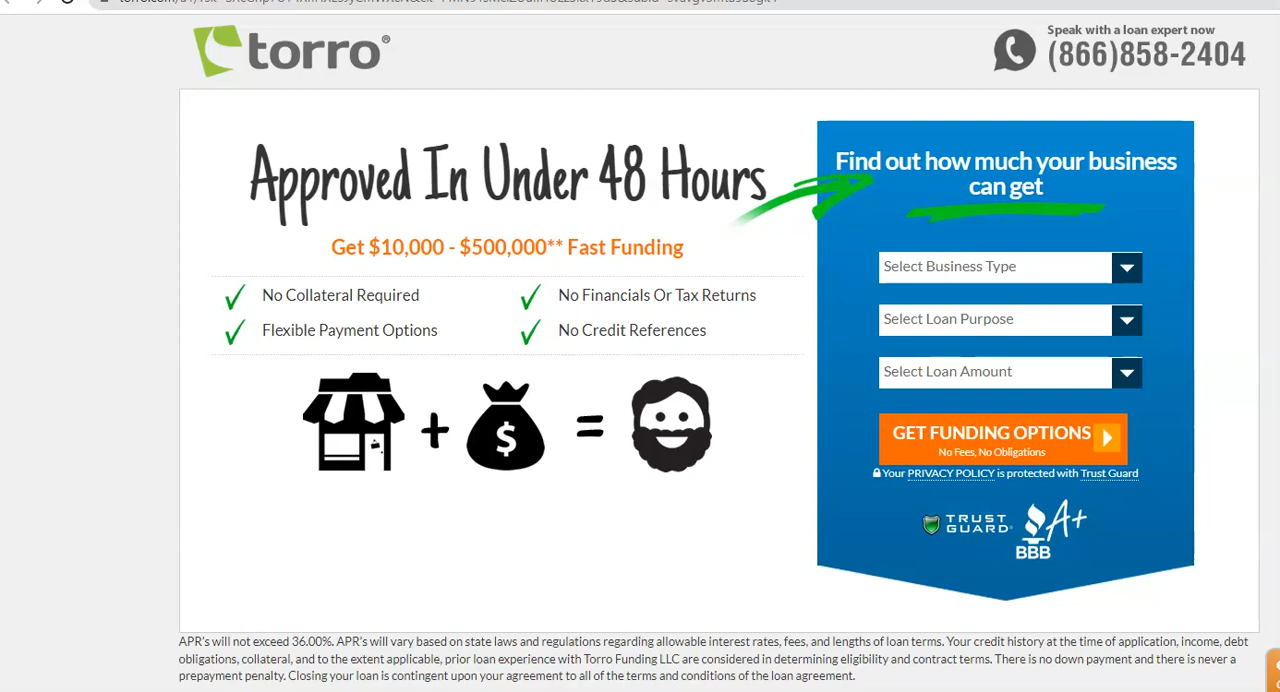 torro®
Speak with a loan expert now
(866)858-2404
Approved In Under 48 Hours
Get $10,000 - $500,000** Fast Funding
No Collateral Required
No Financials Or Tax Returns
Flexible Payment Options
No Credit References
$
+
=
Find out how much your business
can get
Select Business Type
Select Loan Purpose
Select Loan Amount
GET FUNDING OPTIONS
No Fees, No Obligations
Your PRIVACY POLICY is protected with Trust Guard
TRUST
GUARD®
A+
BBB
APR's will not exceed 36.00%. APR's will vary based on state laws and regulations regarding allowable interest rates, fees, and lengths of loan terms. Your credit history at the time of application, income, debt
obligations, collateral, and to the extent applicable, prior loan experience with Torro Funding LLC are considered in determining eligibility and contract terms. There is no down payment and there is never a
prepayment penalty. Closing your loan is contingent upon your agreement to all of the terms and conditions of the loan agreement.